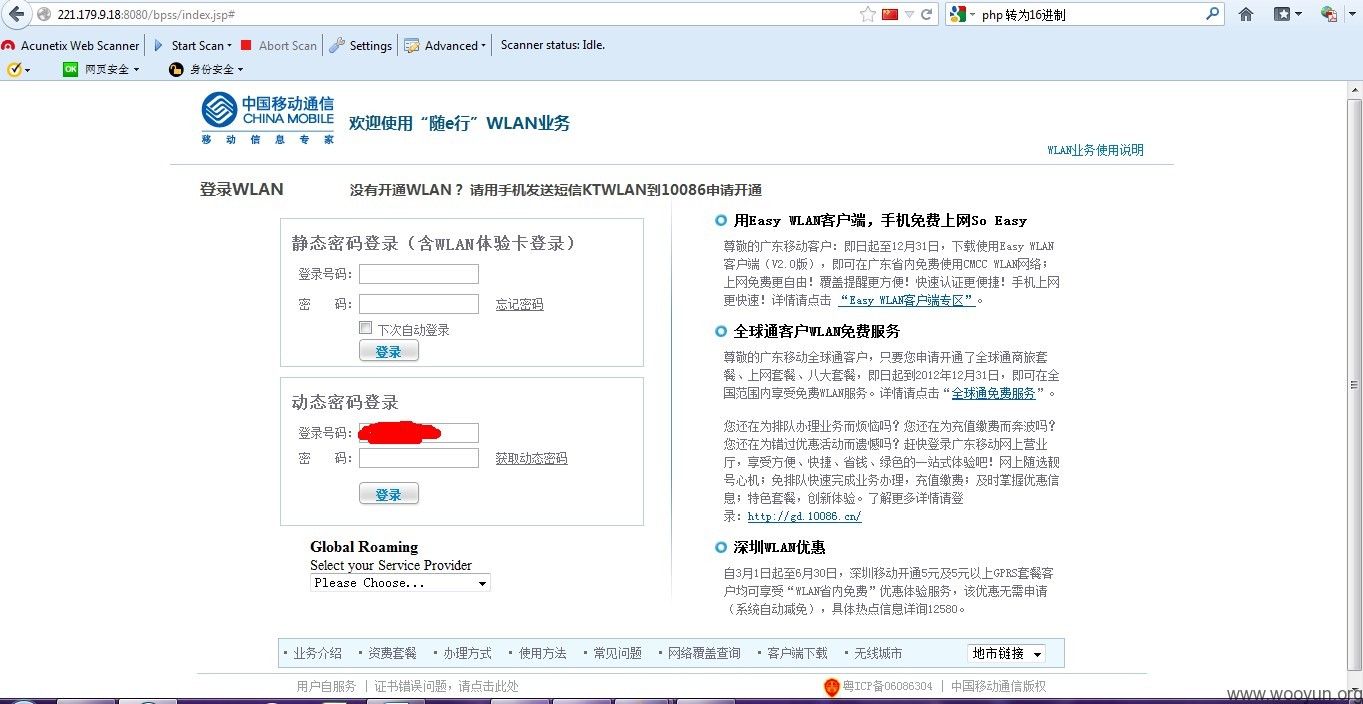 221.179.9.18:8080/bpss/index.jsp#
php 转为16进制
Acunetix Web Scanner
Start Scan
Abort Scan
Settings
Advanced
Scanner status: Idle.
OK 网页安全
身份安全
中国移动通信
CHINA MOBILE
移动信息专家
欢迎使用“随e行”WLAN业务
WLAN业务使用说明
登录WLAN
没有开通WLAN？请用手机发送短信KTWLAN到10086申请开通
静态密码登录（含WLAN体验卡登录）
登录号码：
密 码： 忘记密码
下次自动登录
登录
动态密码登录
登录号码：
密 码： 获取动态密码
登录
Global Roaming
Select your Service Provider
Please Choose...
用Easy WLAN客户端，手机免费上网So Easy
尊敬的广东移动客户：即日起至12月31日，下载使用Easy WLAN
客户端（V2.0版），即可在广东省内免费使用CMCC WLAN网络；
上网免费更自由！覆盖提醒更方便！快速认证更便捷！手机上网
更快速！详情请点击 “Easy WLAN客户端专区”。
全球通客户WLAN免费服务
尊敬的广东移动全球通客户，只要您申请开通了全球通商旅套
餐、上网套餐、八大套餐，即日起到2012年12月31日，即可在全
国范围内享受免费WLAN服务。详情请点击“全球通免费服务”。
您还在为排队办理业务而烦恼吗？您还在为充值缴费而奔波吗？
您还在为错过优惠活动而遗憾吗？赶快登录广东移动网上营业
厅，享受方便、快捷、省钱、绿色的一站式体验吧！网上随选靓
号心机；免排队快速完成业务办理，充值缴费；及时掌握优惠信
息；特色套餐，创新体验。了解更多详情请登
录：http://gd.10086.cn/
深圳WLAN优惠
自3月1日起至6月30日，深圳移动开通5元及5元以上GPRS套餐客
户均可享受“WLAN省内免费”优惠体验服务，该优惠无需申请
（系统自动减免），具体热点信息详询12580。
业务介绍 资费套餐 办理方式 使用方法 常见问题 网络覆盖查询 客户端下载 无线城市 地市链接
用户自服务 | 证书错误问题，请点击此处
粤ICP备06086304 | 中国移动通信版权
www.wooyun.org